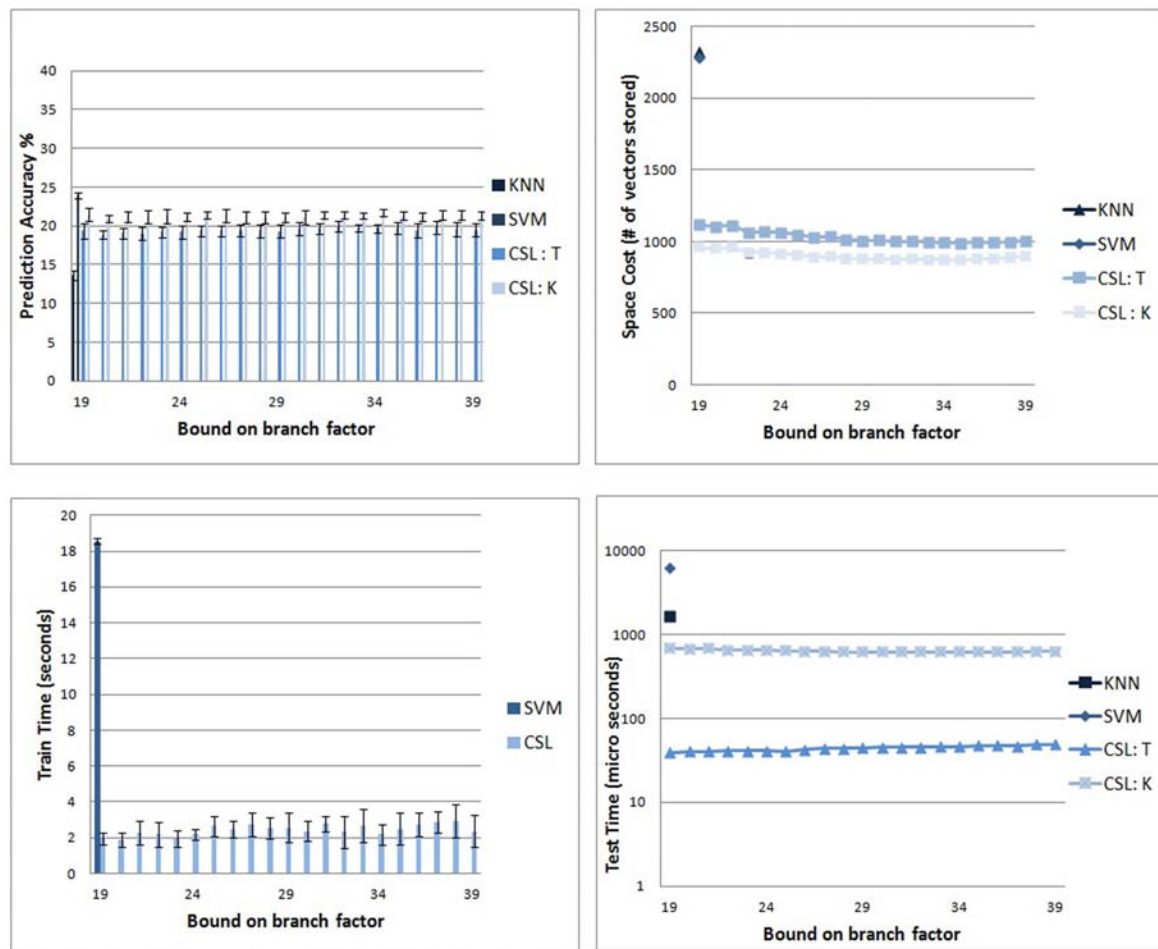 40
35
30
25
20
15
10
5
0
Prediction Accuracy %
19 24 29 34 39
Bound on branch factor
KNN
SVM
CSL : T
CSL: K
2500
2000
1500
1000
500
0
Space Cost (# of vectors stored)
19 24 29 34 39
Bound on branch factor
KNN
SVM
CSL: T
CSL : K
20
18
16
14
12
10
8
6
4
2
0
Train Time (seconds)
19 24 29 34 39
Bound on branch factor
SVM
CSL
10000
1000
100
10
1
Test Time (micro seconds)
19 24 29 34 39
Bound on branch factor
KNN
SVM
CSL: T
CSL: K